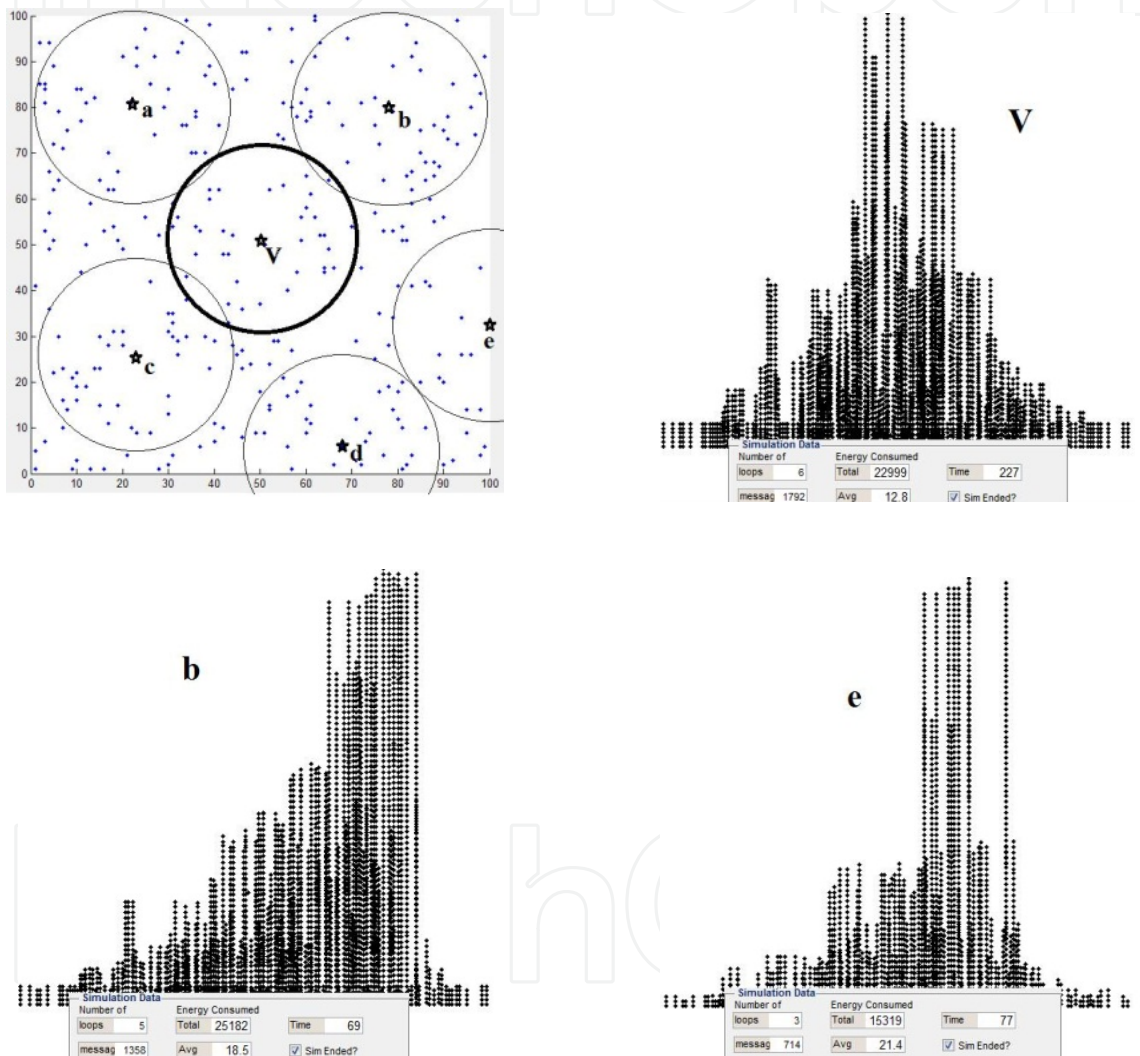 100
90
80
70
60
50
40
30
20
10
0
0 10 20 30 40 50 60 70 80 90 100
a
b
V
c
e
d
V
Simulation Data
Number of Energy Consumed
loops 6 Total 22999 Time 227
messag 1792 Avg 12.8 Sim Ended?
b
Simulation Data
Number of Energy Consumed
loops 5 Total 25182 Time 69
messag 1358 Avg 18.5 Sim Ended?
e
Simulation Data
Number of Energy Consumed
loops 3 Total 15319 Time 77
messag 714 Avg 21.4 Sim Ended?